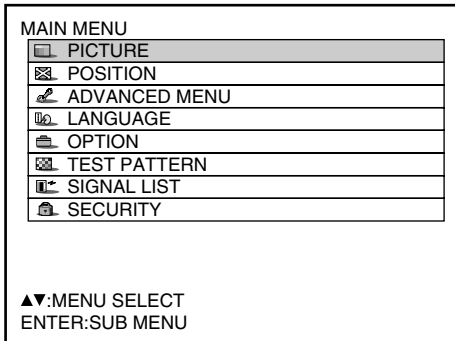 MAIN MENU
PICTURE
POSITION
ADVANCED MENU
LANGUAGE
OPTION
TEST PATTERN
SIGNAL LIST
SECURITY
▲▼:MENU SELECT
ENTER:SUB MENU